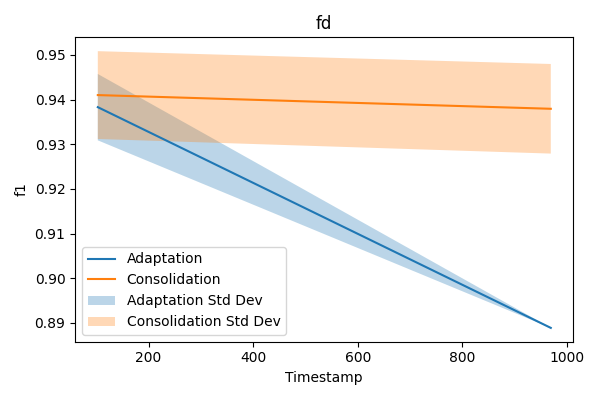 fd
0.95
0.94
0.93
0.92
0.91
0.90
0.89
f1
Adaptation
Consolidation
Adaptation Std Dev
Consolidation Std Dev
200
400
600
800
1000
Timestamp